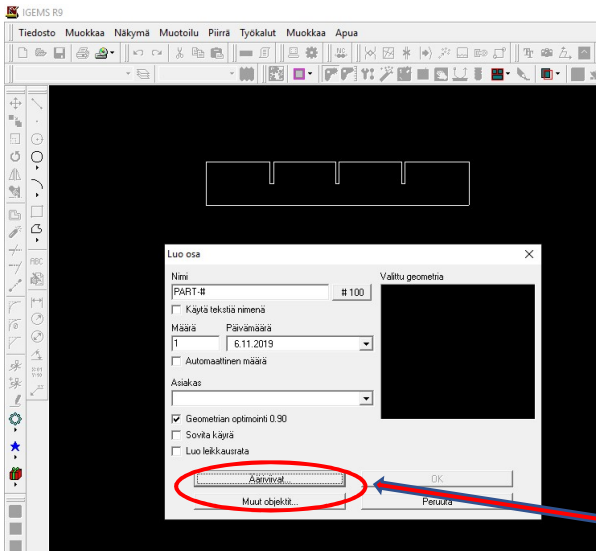 IGEMS R9
Tiedosto Muokkaa Näkymä Muotoilu Piirrä Työkalut Muokkaa Apua
ABC
Luo osa
Nimi
Valittu geometria
PART-#
#100
Käytä tekstiä nimenä
Määrä
Päivämäärä
1
6.11.2019
Automaattinen määrä
Asiakas
Geometrian optimointi 0.90
Sovita käyrä
Luo leikkausrata
Ääriviivat...
OK
Muut objektit...
Peruuta